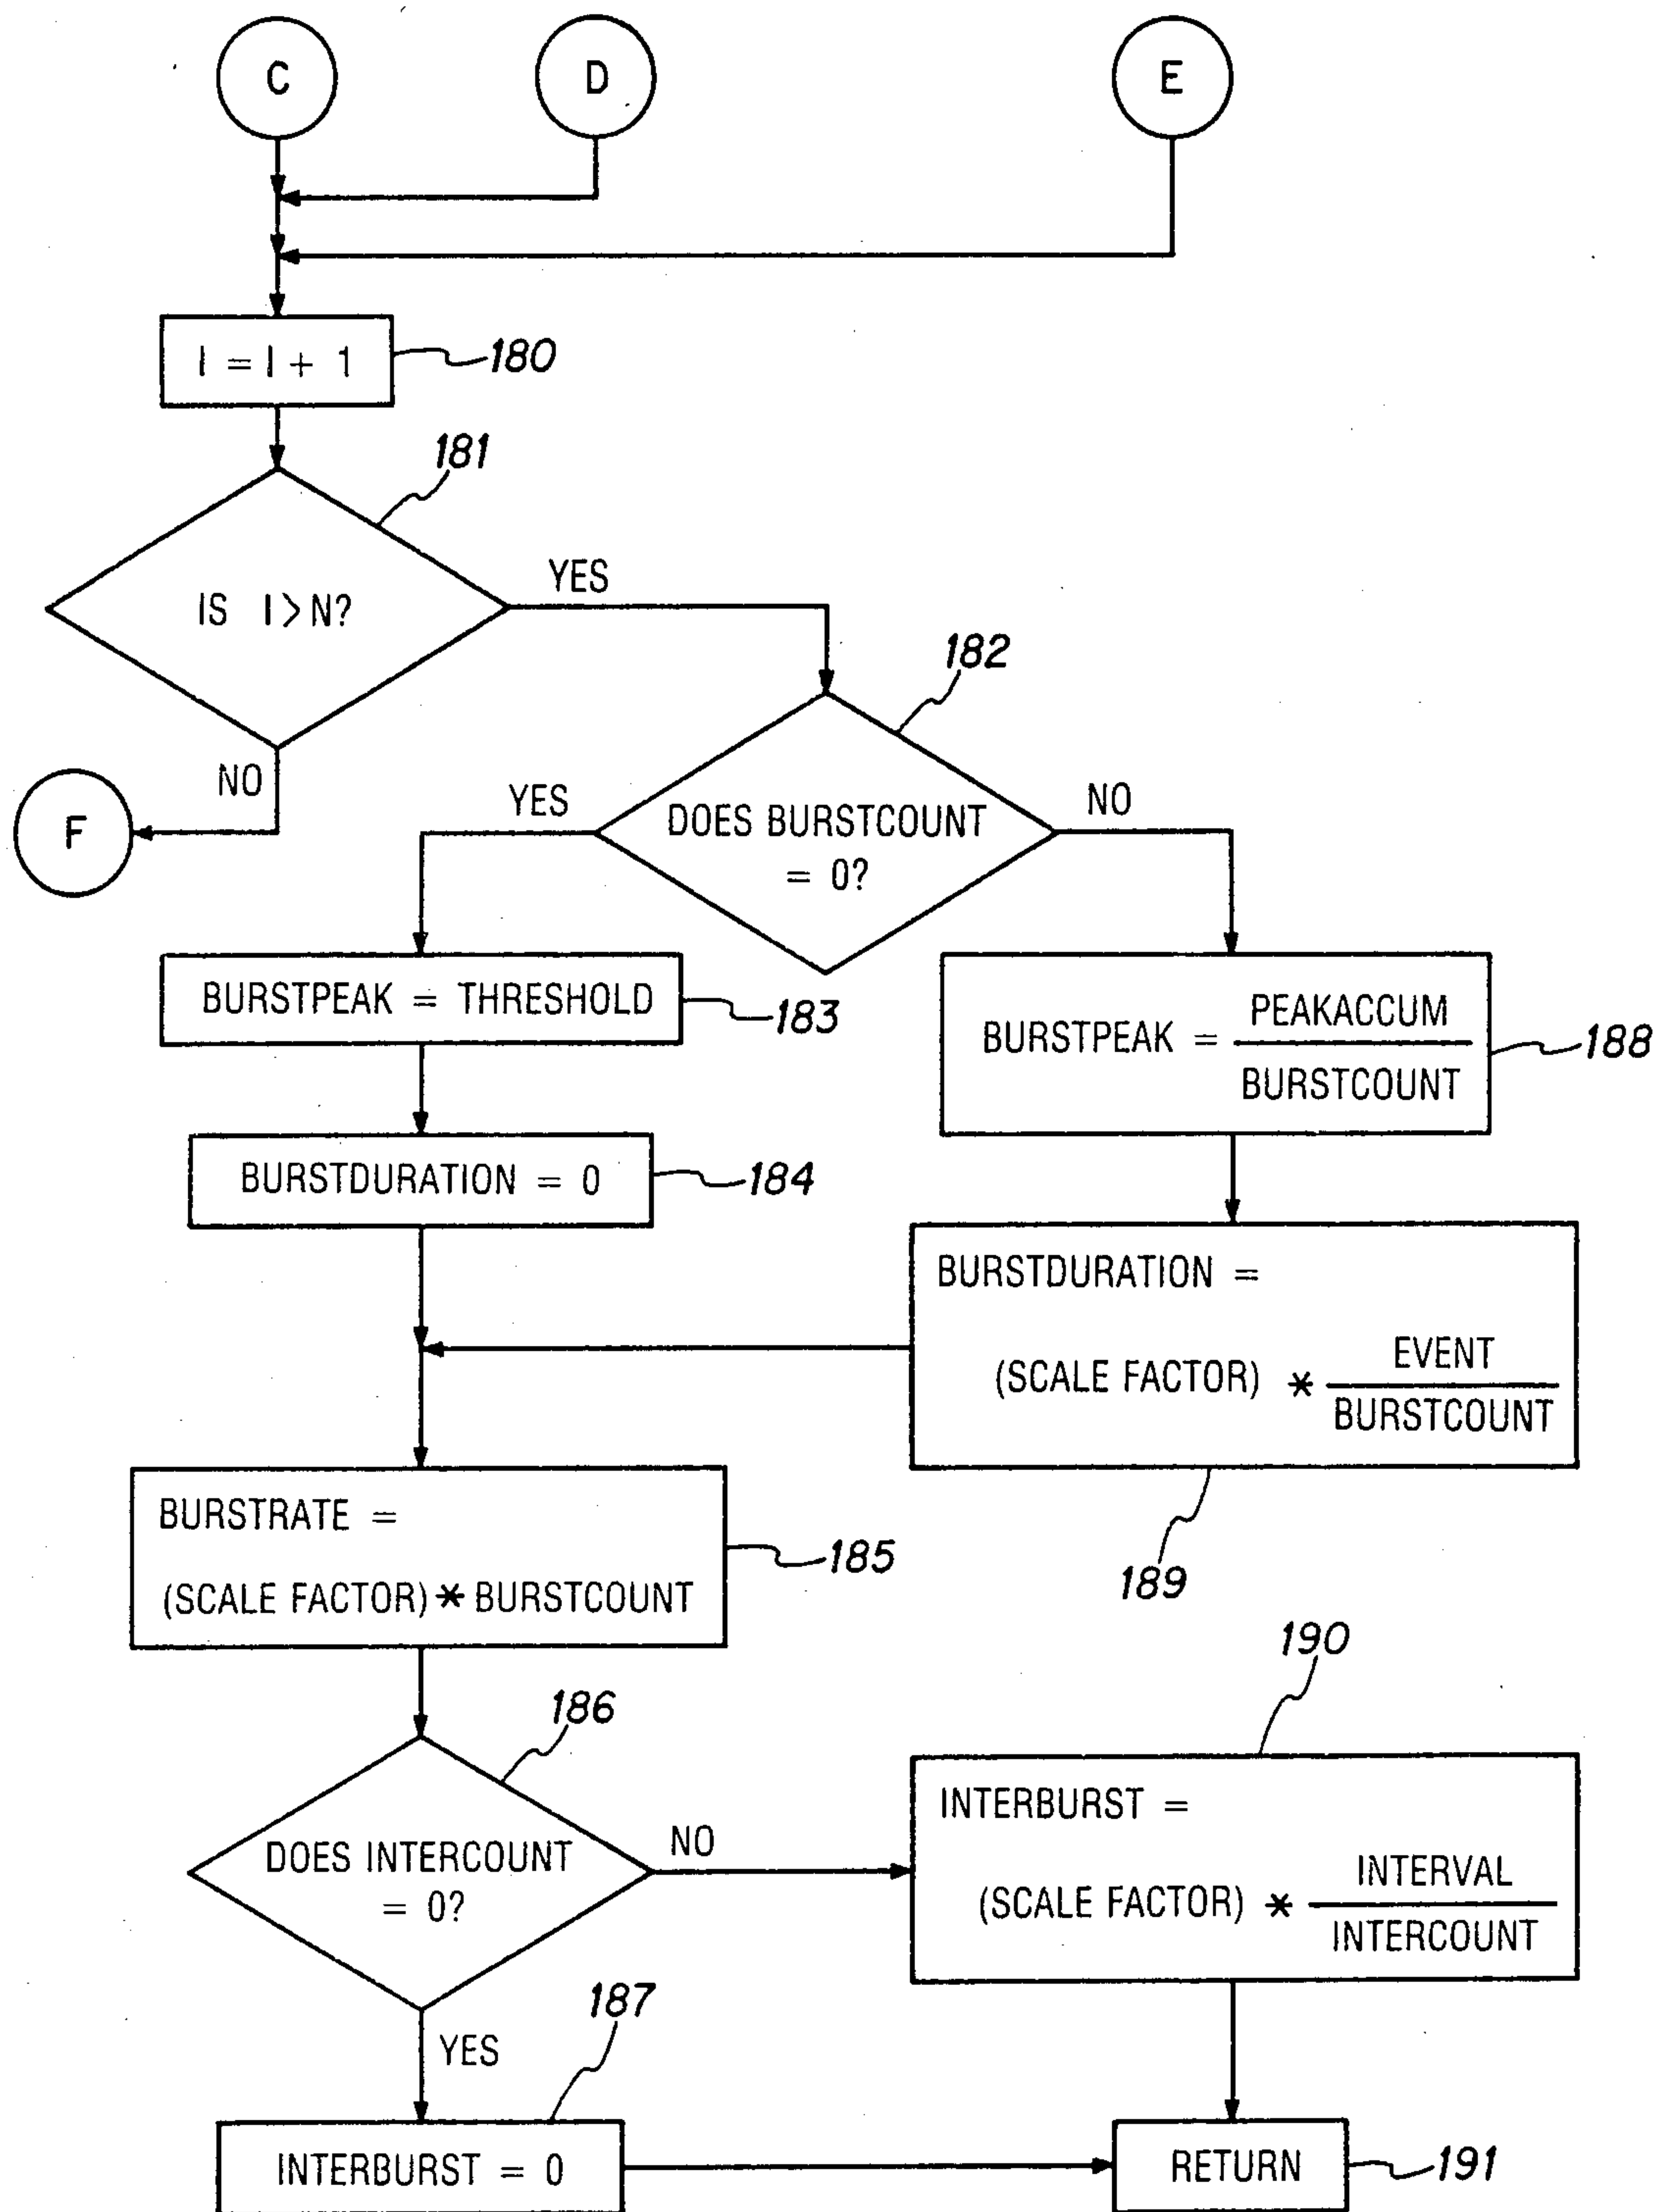 C
D
E
I = I + 1
180
181
IS I > N?
YES
NO
F
182
DOES BURSTCOUNT
= 0?
YES
NO
BURSTPEAK = THRESHOLD
183
BURSTPEAK = PEAKACCUM
BURSTCOUNT
188
BURSTDURATION = 0
184
BURSTDURATION =
(SCALE FACTOR) * EVENT
BURSTCOUNT
189
BURSTRATE =
(SCALE FACTOR) * BURSTCOUNT
185
186
DOES INTERCOUNT
= 0?
NO
YES
190
INTERBURST =
(SCALE FACTOR) * INTERVAL
INTERCOUNT
187
INTERBURST = 0
RETURN
191